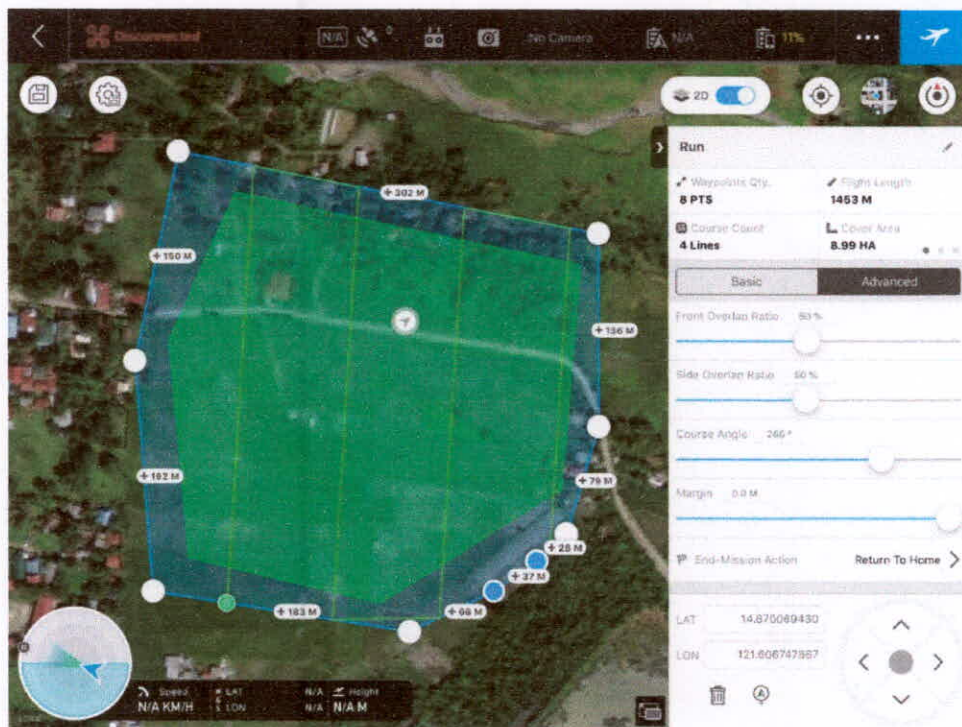 Disconnected N/A 0 No Camera N/A 11%
2D
Run
Waypoints Qty. Flight Length
8 PTS 1453 M
Course Count Cover Area
4 Lines 8.99 HA
Basic Advanced
Front Overlap Ratio 50 %
Side Overlap Ratio 50 %
Course Angle 266°
Margin 0.0 M
End-Mission Action Return To Home
LAT 14.870069430
LON 121.606747867
+ 302 M
+ 150 M
+ 136 M
+ 192 M
+ 79 M
+ 28 M
+ 37 M
+ 183 M
+ 66 M
Speed LAT N/A Height
N/A KM/H LON N/A N/A M